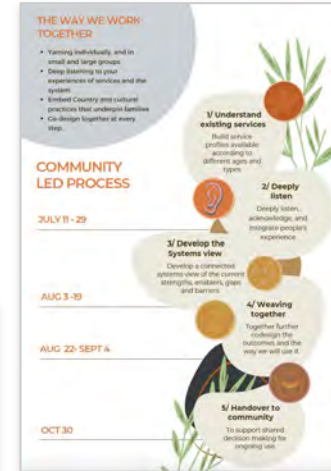 THE WAY WE WORK
TOGETHER
• Yarning individually, and in
small and large groups
• Deep listening to your
experiences of services and the
system
• Embed Country and cultural
practices that underpin families
• Co-design together at every
step.
COMMUNITY
LED PROCESS
1/ Understand
existing services
Build service
profiles available
according to
different ages and
types
JULY 11 - 29
2/ Deeply
listen
Deeply listen,
acknowledge, and
integrate people's
experience
3/ Develop the
Systems view
Develop a connected
systems view of the current
strengths, enablers, gaps
and barriers
AUG 3 -19
4/ Weaving
together
Together further
codesign the
outcomes and the
way we will use it.
AUG 22- SEPT 4
5/ Handover to
community
To support shared
decision making for
ongoing use.
OCT 30